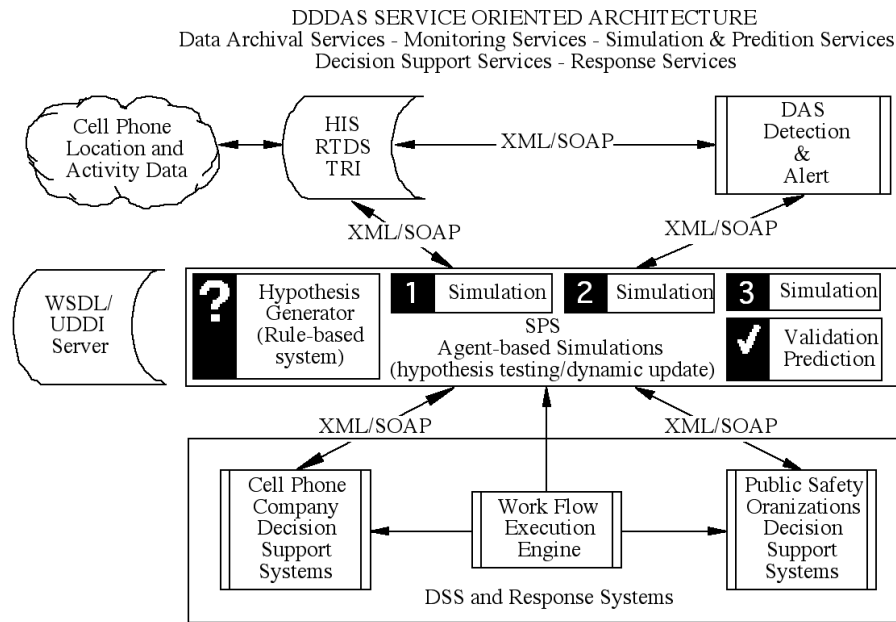 DDDAS SERVICE ORIENTED ARCHITECTURE
Data Archival Services - Monitoring Services - Simulation & Predition Services
Decision Support Services - Response Services
Cell Phone
Location and
Activity Data
HIS
RTDS
TRI
XML/SOAP
DAS
Detection
&
Alert
XML/SOAP
XML/SOAP
WSDL/
UDDI
Server
?
Hypothesis
Generator
(Rule-based
system)
1 Simulation
2 Simulation
3 Simulation
SPS
Agent-based Simulations
(hypothesis testing/dynamic update)
Validation
Prediction
XML/SOAP
XML/SOAP
Cell Phone
Company
Decision
Support
Systems
Work Flow
Execution
Engine
Public Safety
Oranizations
Decision
Support
Systems
DSS and Response Systems